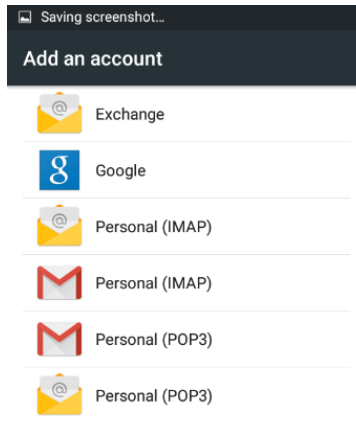 Saving screenshot...
Add an account
@ Exchange
g Google
@ Personal (IMAP)
Personal (IMAP)
Personal (POP3)
@ Personal (POP3)